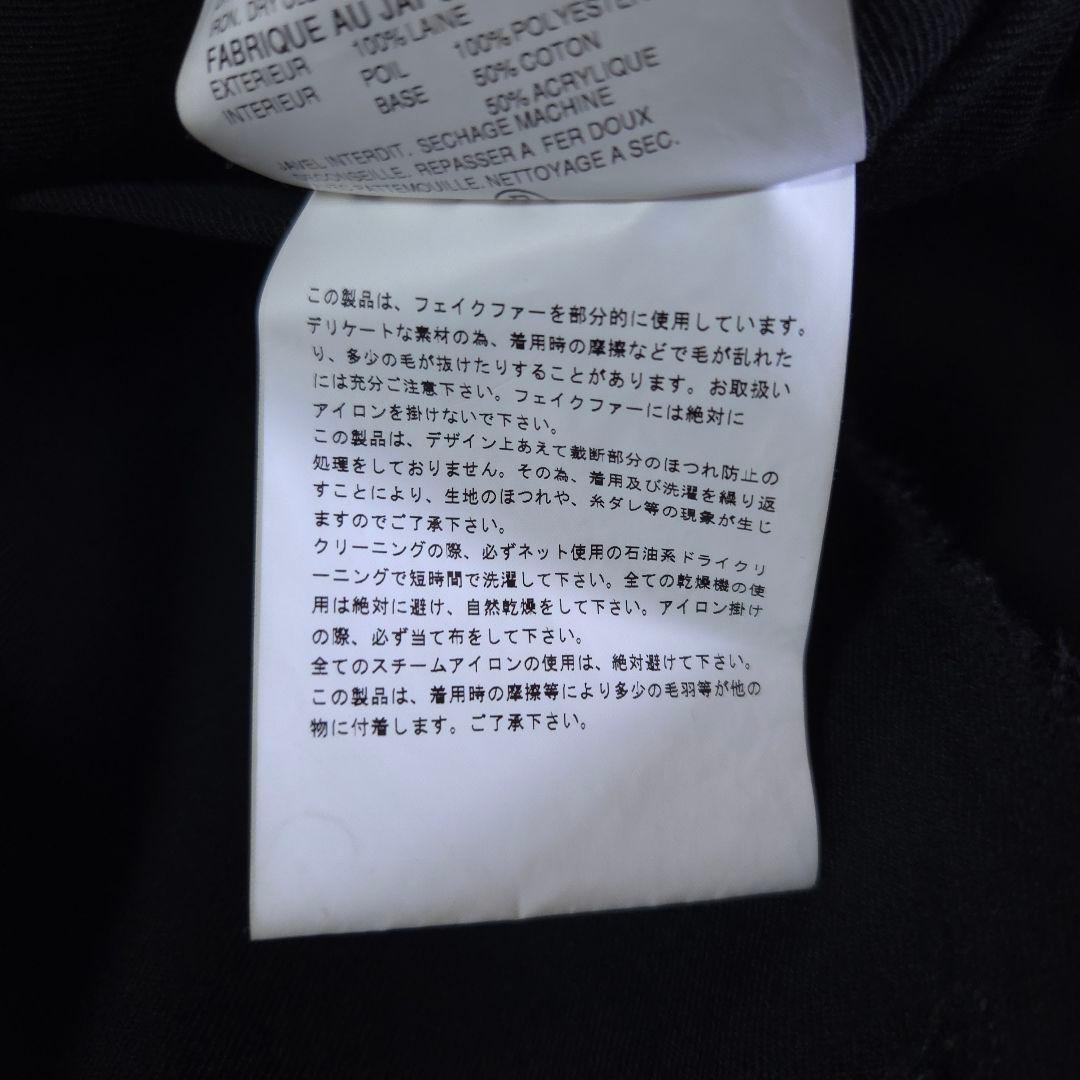 IRON. DRY
FABRIQUE AU
EXTERIEUR 100% LAINE
INTERIEUR POIL 100% POLYESTER
BASE 50% COTON
50% ACRYLIQUE
JAVEL INTERDIT. SECHAGE MACHINE
DECONSEILLE. REPASSER A FER DOUX
PATTEMOUILLE. NETTOYAGE A SEC.
この製品は、フェイクファーを部分的に使用しています。
デリケートな素材の為、着用時の摩擦などで毛が乱れた
り、多少の毛が抜けたりすることがあります。お取扱い
には充分ご注意下さい。フェイクファーには絶対に
アイロンを掛けないで下さい。
この製品は、デザイン上あえて裁断部分のほつれ防止の
処理をしておりません。その為、着用及び洗濯を繰り返
すことにより、生地のほつれや、糸ダレ等の現象が生じ
ますのでご了承下さい。
クリーニングの際、必ずネット使用の石油系ドライクリ
ーニングで短時間で洗濯して下さい。全ての乾燥機の使
用は絶対に避け、自然乾燥をして下さい。アイロン掛け
の際、必ず当て布をして下さい。
全てのスチームアイロンの使用は、絶対避けて下さい。
この製品は、着用時の摩擦等により多少の毛羽等が他の
物に付着します。ご了承下さい。